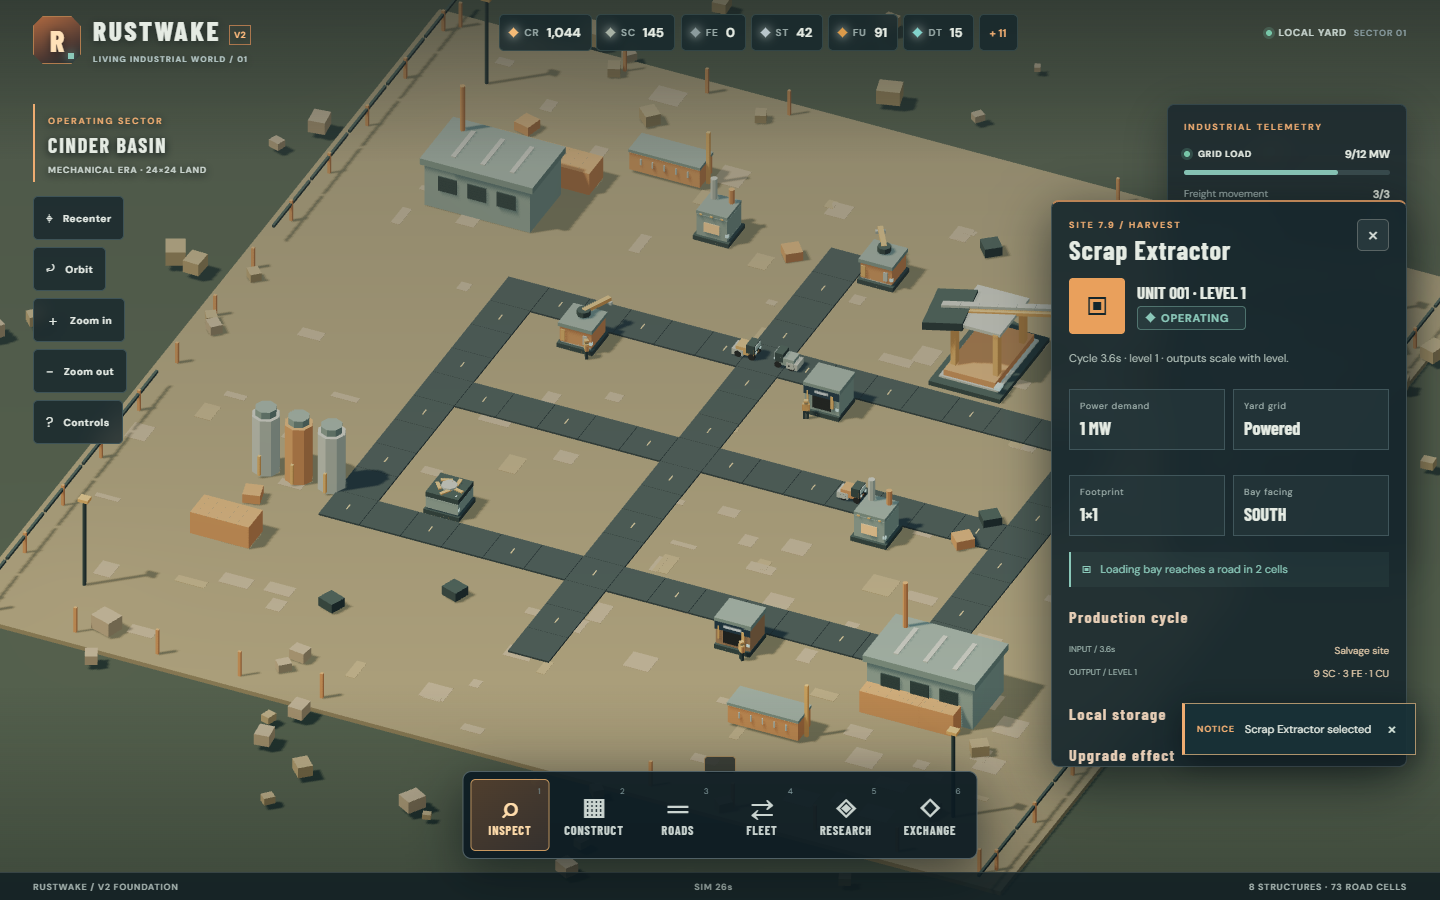 R
RUSTWAKE V2
LIVING INDUSTRIAL WORLD / 01
CR 1,044
SC 145
FE 0
ST 42
FU 91
DT 15
+ 11
LOCAL YARD SECTOR 01
OPERATING SECTOR
CINDER BASIN
MECHANICAL ERA · 24×24 LAND
Recenter
Orbit
+ Zoom in
− Zoom out
? Controls
INDUSTRIAL TELEMETRY
GRID LOAD 9/12 MW
Freight movement 3/3
SITE 7.9 / HARVEST
Scrap Extractor
×
UNIT 001 · LEVEL 1
OPERATING
Cycle 3.6s · level 1 · outputs scale with level.
Power demand
1 MW
Yard grid
Powered
Footprint
1×1
Bay facing
SOUTH
Loading bay reaches a road in 2 cells
Production cycle
INPUT / 3.6s Salvage site
OUTPUT / LEVEL 1 9 SC · 3 FE · 1 CU
Local storage
NOTICE Scrap Extractor selected ×
Upgrade effect
1
INSPECT
2
CONSTRUCT
3
ROADS
4
FLEET
5
RESEARCH
6
EXCHANGE
RUSTWAKE / V2 FOUNDATION
SIM 26s
8 STRUCTURES · 73 ROAD CELLS